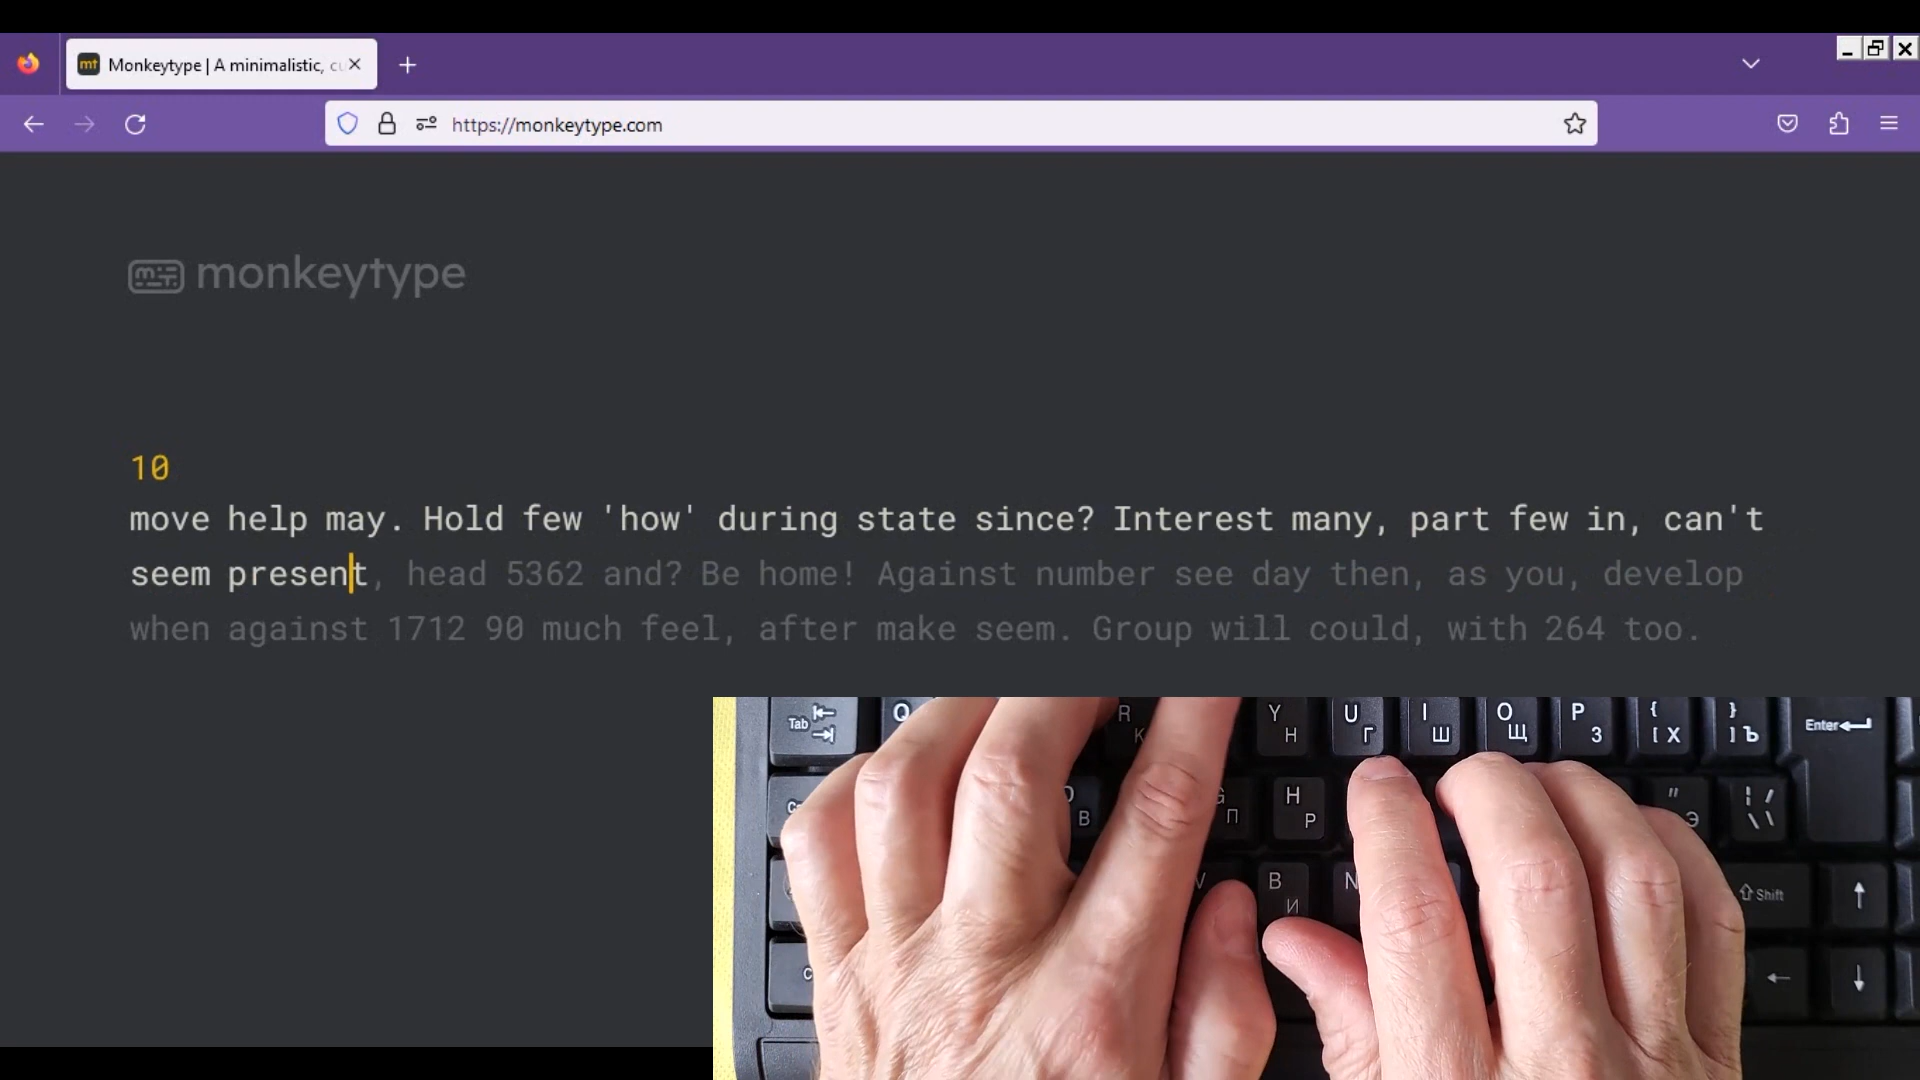 mt Monkeytype | A minimalistic, cu
https://monkeytype.com
monkeytype
10
move help may. Hold few 'how' during state since? Interest many, part few in, can't
seem present, head 5362 and? Be home! Against number see day then, as you, develop
when against 1712 90 much feel, after make seem. Group will could, with 264 too.
Tab Q R К Y Н U Г I Ш O Щ P З { [ Х } ] Ъ Enter
В G П H Р " Э | / \ \
V B И N Shift